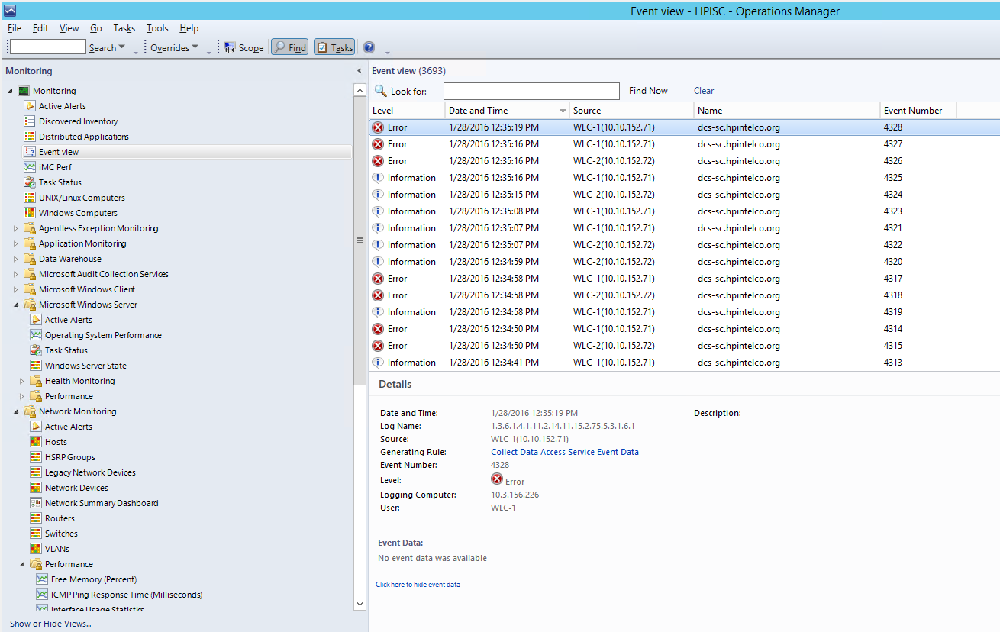 Event view - HPISC - Operations Manager
File Edit View Go Tasks Tools Help
Search Overrides Scope Find Tasks
Monitoring
Monitoring
Active Alerts
Discovered Inventory
Distributed Applications
Event view
iMC Perf
Task Status
UNIX/Linux Computers
Windows Computers
Agentless Exception Monitoring
Application Monitoring
Data Warehouse
Microsoft Audit Collection Services
Microsoft Windows Client
Microsoft Windows Server
Active Alerts
Operating System Performance
Task Status
Windows Server State
Health Monitoring
Performance
Network Monitoring
Active Alerts
Hosts
HSRP Groups
Legacy Network Devices
Network Devices
Network Summary Dashboard
Routers
Switches
VLANs
Performance
Free Memory (Percent)
ICMP Ping Response Time (Milliseconds)
Interface Usage Statistics
Show or Hide Views...
Event view (3693)
Look for: Find Now Clear
Level Date and Time Source Name Event Number
Error 1/28/2016 12:35:19 PM WLC-1(10.10.152.71) dcs-sc.hpintelco.org 4328
Error 1/28/2016 12:35:16 PM WLC-1(10.10.152.71) dcs-sc.hpintelco.org 4327
Error 1/28/2016 12:35:16 PM WLC-2(10.10.152.72) dcs-sc.hpintelco.org 4326
Information 1/28/2016 12:35:16 PM WLC-1(10.10.152.71) dcs-sc.hpintelco.org 4325
Information 1/28/2016 12:35:15 PM WLC-2(10.10.152.72) dcs-sc.hpintelco.org 4324
Information 1/28/2016 12:35:08 PM WLC-1(10.10.152.71) dcs-sc.hpintelco.org 4323
Information 1/28/2016 12:35:07 PM WLC-1(10.10.152.71) dcs-sc.hpintelco.org 4321
Information 1/28/2016 12:35:07 PM WLC-2(10.10.152.72) dcs-sc.hpintelco.org 4322
Information 1/28/2016 12:34:59 PM WLC-2(10.10.152.72) dcs-sc.hpintelco.org 4320
Error 1/28/2016 12:34:58 PM WLC-1(10.10.152.71) dcs-sc.hpintelco.org 4317
Error 1/28/2016 12:34:58 PM WLC-2(10.10.152.72) dcs-sc.hpintelco.org 4318
Information 1/28/2016 12:34:58 PM WLC-1(10.10.152.71) dcs-sc.hpintelco.org 4319
Error 1/28/2016 12:34:50 PM WLC-1(10.10.152.71) dcs-sc.hpintelco.org 4314
Error 1/28/2016 12:34:50 PM WLC-2(10.10.152.72) dcs-sc.hpintelco.org 4315
Information 1/28/2016 12:34:41 PM WLC-1(10.10.152.71) dcs-sc.hpintelco.org 4313
Details
Date and Time: 1/28/2016 12:35:19 PM Description:
Log Name: 1.3.6.1.4.1.11.2.14.11.15.2.75.5.3.1.6.1
Source: WLC-1(10.10.152.71)
Generating Rule: Collect Data Access Service Event Data
Event Number: 4328
Level: Error
Logging Computer: 10.3.156.226
User: WLC-1
Event Data:
No event data was available
Click here to hide event data